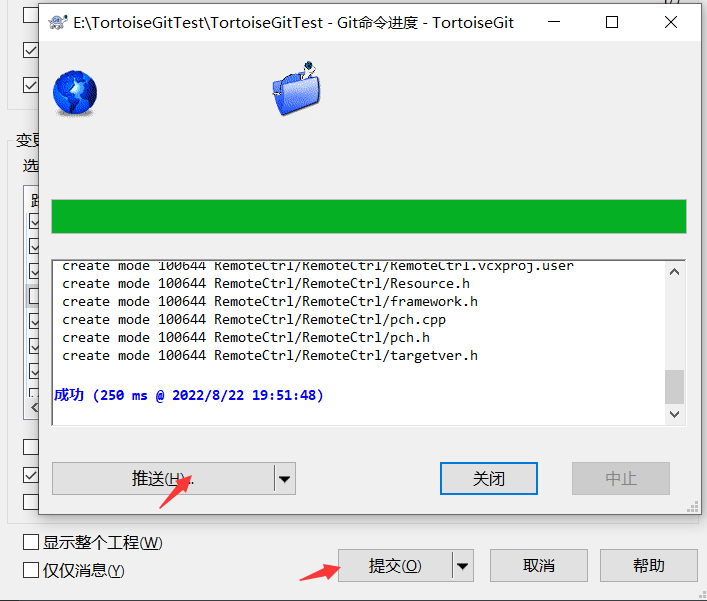 E:\TortoiseGitTest\TortoiseGitTest - Git命令进度 - TortoiseGit
create mode 100644 RemoteCtrl/RemoteCtrl/RemoteCtrl.vcxproj.user
create mode 100644 RemoteCtrl/RemoteCtrl/Resource.h
create mode 100644 RemoteCtrl/RemoteCtrl/framework.h
create mode 100644 RemoteCtrl/RemoteCtrl/pch.cpp
create mode 100644 RemoteCtrl/RemoteCtrl/pch.h
create mode 100644 RemoteCtrl/RemoteCtrl/targetver.h
成功 (250 ms @ 2022/8/22 19:51:48)
推送(H)...
关闭
中止
显示整个工程(W)
仅仅消息(Y)
提交(O)
取消
帮助